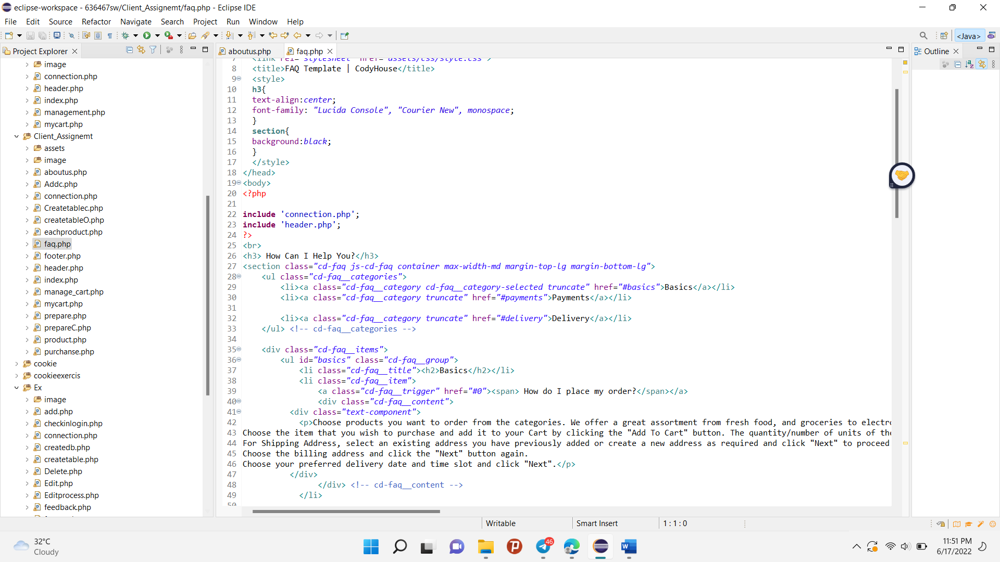 eclipse-workspace - 636467sw/Client_Assignemt/faq.php - Eclipse IDE
File Edit Source Refactor Navigate Search Project Run Window Help
<Java>
Project Explorer
image
connection.php
header.php
index.php
management.php
mycart.php
Client_Assignemt
assets
image
aboutus.php
Addc.php
connection.php
Createtablec.php
createtableO.php
eachproduct.php
faq.php
footer.php
header.php
index.php
manage_cart.php
mycart.php
prepare.php
prepareC.php
product.php
purchanse.php
cookie
cookieexercis
Ex
image
add.php
checkinlogin.php
connection.php
createdb.php
createtable.php
Delete.php
Edit.php
Editprocess.php
feedback.php
aboutus.php faq.php
7 <link rel="stylesheet" href="assets/css/style.css">
8 <title>FAQ Template | CodyHouse</title>
9 <style>
10 h3{
11 text-align:center;
12 font-family: "Lucida Console", "Courier New", monospace;
13 }
14 section{
15 background:black;
16 }
17 </style>
18 </head>
19 <body>
20 <?php
21
22 include 'connection.php';
23 include 'header.php';
24 ?>
25 <br>
26 <h3> How Can I Help You?</h3>
27 <section class="cd-faq js-cd-faq container max-width-md margin-top-lg margin-bottom-lg">
28 <ul class="cd-faq__categories">
29 <li><a class="cd-faq__category cd-faq__category-selected truncate" href="#basics">Basics</a></li>
30 <li><a class="cd-faq__category truncate" href="#payments">Payments</a></li>
31
32 <li><a class="cd-faq__category truncate" href="#delivery">Delivery</a></li>
33 </ul> <!-- cd-faq__categories -->
34
35 <div class="cd-faq__items">
36 <ul id="basics" class="cd-faq__group">
37 <li class="cd-faq__title"><h2>Basics</h2></li>
38 <li class="cd-faq__item">
39 <a class="cd-faq__trigger" href="#0"><span> How do I place my order?</span></a>
40 <div class="cd-faq__content">
41 <div class="text-component">
42 <p>Choose products you want to order from the categories. We offer a great assortment from fresh food, and groceries to electro
43 Choose the item that you wish to purchase and add it to your Cart by clicking the "Add To Cart" button. The quantity/number of units of the
44 For Shipping Address, select an existing address you have previously added or create a new address as required and click "Next" to proceed
45 Choose the billing address and click the "Next" button again.
46 Choose your preferred delivery date and time slot and click "Next".</p>
47 </div>
48 </div> <!-- cd-faq__content -->
49 </li>
50
Outline
Writable Smart Insert 1 : 1 : 0
32°C
Cloudy
46
11:51 PM
6/17/2022